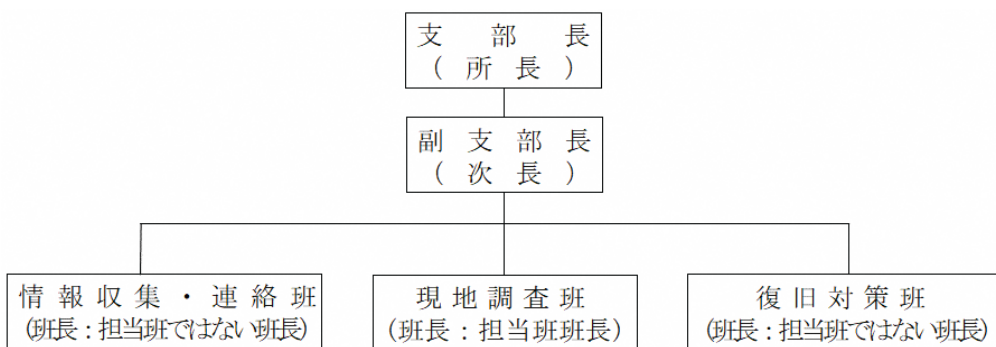 支部長
(所長)
副支部長
(次長)
情報収集・連絡班
(班長：担当班ではない班長)
現地調査班
(班長：担当班班長)
復旧対策班
(班長：担当班ではない班長)